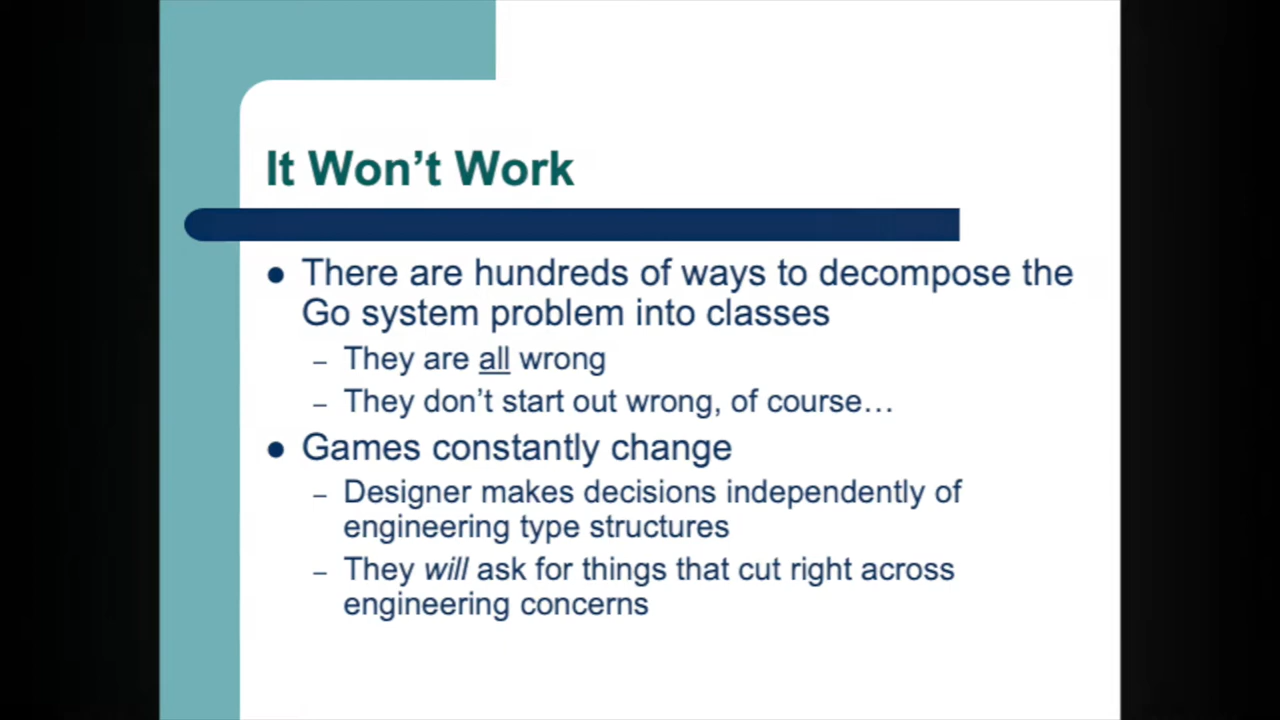 It Won't Work
● There are hundreds of ways to decompose the
Go system problem into classes
– They are all wrong
– They don't start out wrong, of course…
● Games constantly change
– Designer makes decisions independently of
engineering type structures
– They will ask for things that cut right across
engineering concerns